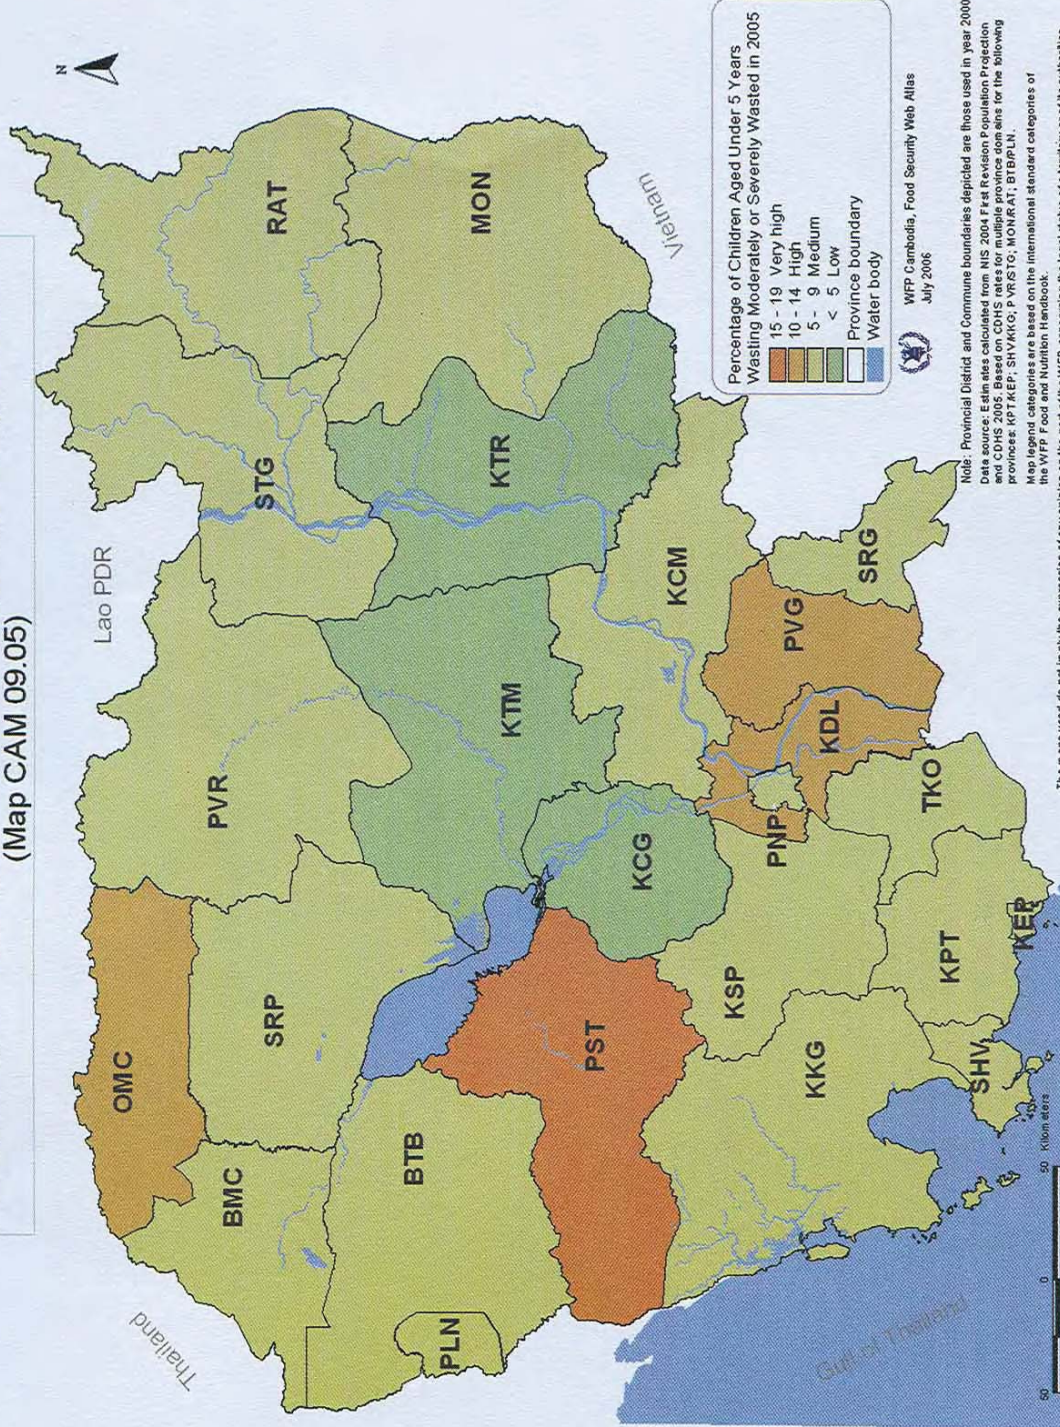 (Map CAM 09.05)
N
Lao PDR
Thailand
Vietnam
Gulf of Thailand
OMC
PVR
STG
RAT
BMC
SRP
MON
BTB
KTM
KTR
PLN
PST
KCG
KCM
KSP
PNP
KDL
PVG
SRG
KKG
TKO
KPT
SHV
KEP
Percentage of Children Aged Under 5 Years
Wasting Moderately or Severely Wasted in 2005
15 - 19 Very high
10 - 14 High
5 - 9 Medium
< 5 Low
Province boundary
Water body
WFP Cambodia, Food Security Web Atlas
July 2006
50 0 50 Kilometers
Note: Provincial District and Commune boundaries depicted are those used in year 2000
Data source: Estimates calculated from NIS 2004 First Revision Population Projection
and CDHS 2005. Based on CDHS rates for multiple province domains for the following
provinces: KPT/KEP; SHV/KKG; PVR/STG; MON/RAT; BTB/PLN.
Map legend categories are based on the international standard categories of
the WFP Food and Nutrition Handbook.